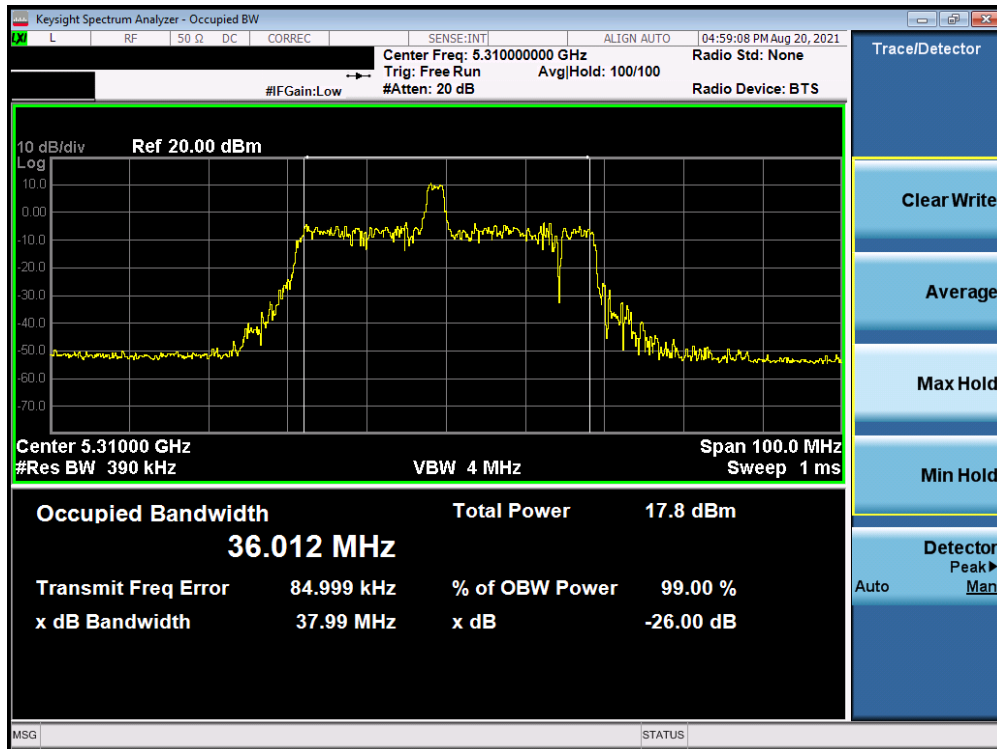 Keysight Spectrum Analyzer - Occupied BW
LXI L RF 50 Ω DC CORREC SENSE:INT ALIGN AUTO 04:59:08 PM Aug 20, 2021
Center Freq: 5.310000000 GHz Radio Std: None
Trig: Free Run Avg|Hold: 100/100
#IFGain:Low #Atten: 20 dB Radio Device: BTS
10 dB/div Ref 20.00 dBm
Log
10.0
0.00
-10.0
-20.0
-30.0
-40.0
-50.0
-60.0
-70.0
Center 5.31000 GHz Span 100.0 MHz
#Res BW 390 kHz VBW 4 MHz Sweep 1 ms
Occupied Bandwidth Total Power 17.8 dBm
36.012 MHz
Transmit Freq Error 84.999 kHz % of OBW Power 99.00 %
x dB Bandwidth 37.99 MHz x dB -26.00 dB
MSG STATUS
Trace/Detector
Clear Write
Average
Max Hold
Min Hold
Detector
Peak▶
Auto Man